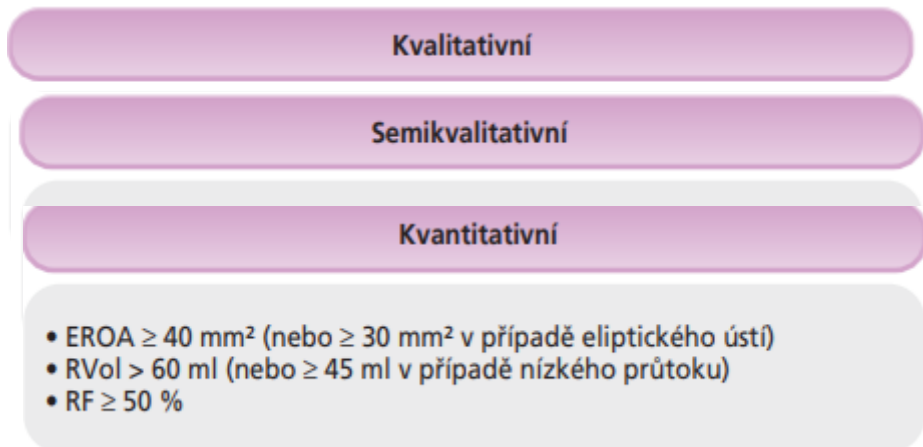 Kvalitativní
Semikvalitativní
Kvantitativní
• EROA ≥ 40 mm² (nebo ≥ 30 mm² v případě eliptického ústí)
• RVol > 60 ml (nebo ≥ 45 ml v případě nízkého průtoku)
• RF ≥ 50 %